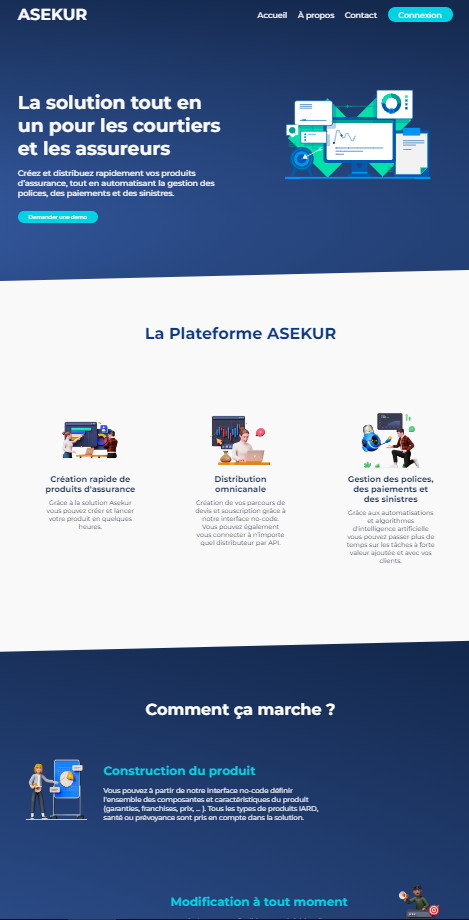 ASEKUR
Accueil À propos Contact Connexion
La solution tout en
un pour les courtiers
et les assureurs
Créez et distribuez rapidement vos produits
d'assurance, tout en automatisant la gestion des
polices, des paiements et des sinistres.
Demander une demo
La Plateforme ASEKUR
Création rapide de
produits d'assurance
Grâce à la solution Asekur
vous pouvez créer et lancer
votre produit en quelques
heures.
Distribution
omnicanale
Création de vos parcours de
devis et souscription grâce à
notre interface no-code.
Vous pouvez également
vous connecter à n'importe
quel distributeur par API.
Gestion des polices,
des paiements et
des sinistres
Grâce aux automatisations
et algorithmes
d'intelligence artificielle
vous pouvez passer plus de
temps sur les tâches à forte
valeur ajoutée et avec vos
clients.
Comment ça marche ?
Construction du produit
Vous pouvez à partir de notre interface no-code définir
l'ensemble des composantes et caractéristiques du produit
(garanties, franchises, prix, ... ). Tous les types de produits IARD,
santé ou prévoyance sont pris en compte dans la solution.
Modification à tout moment